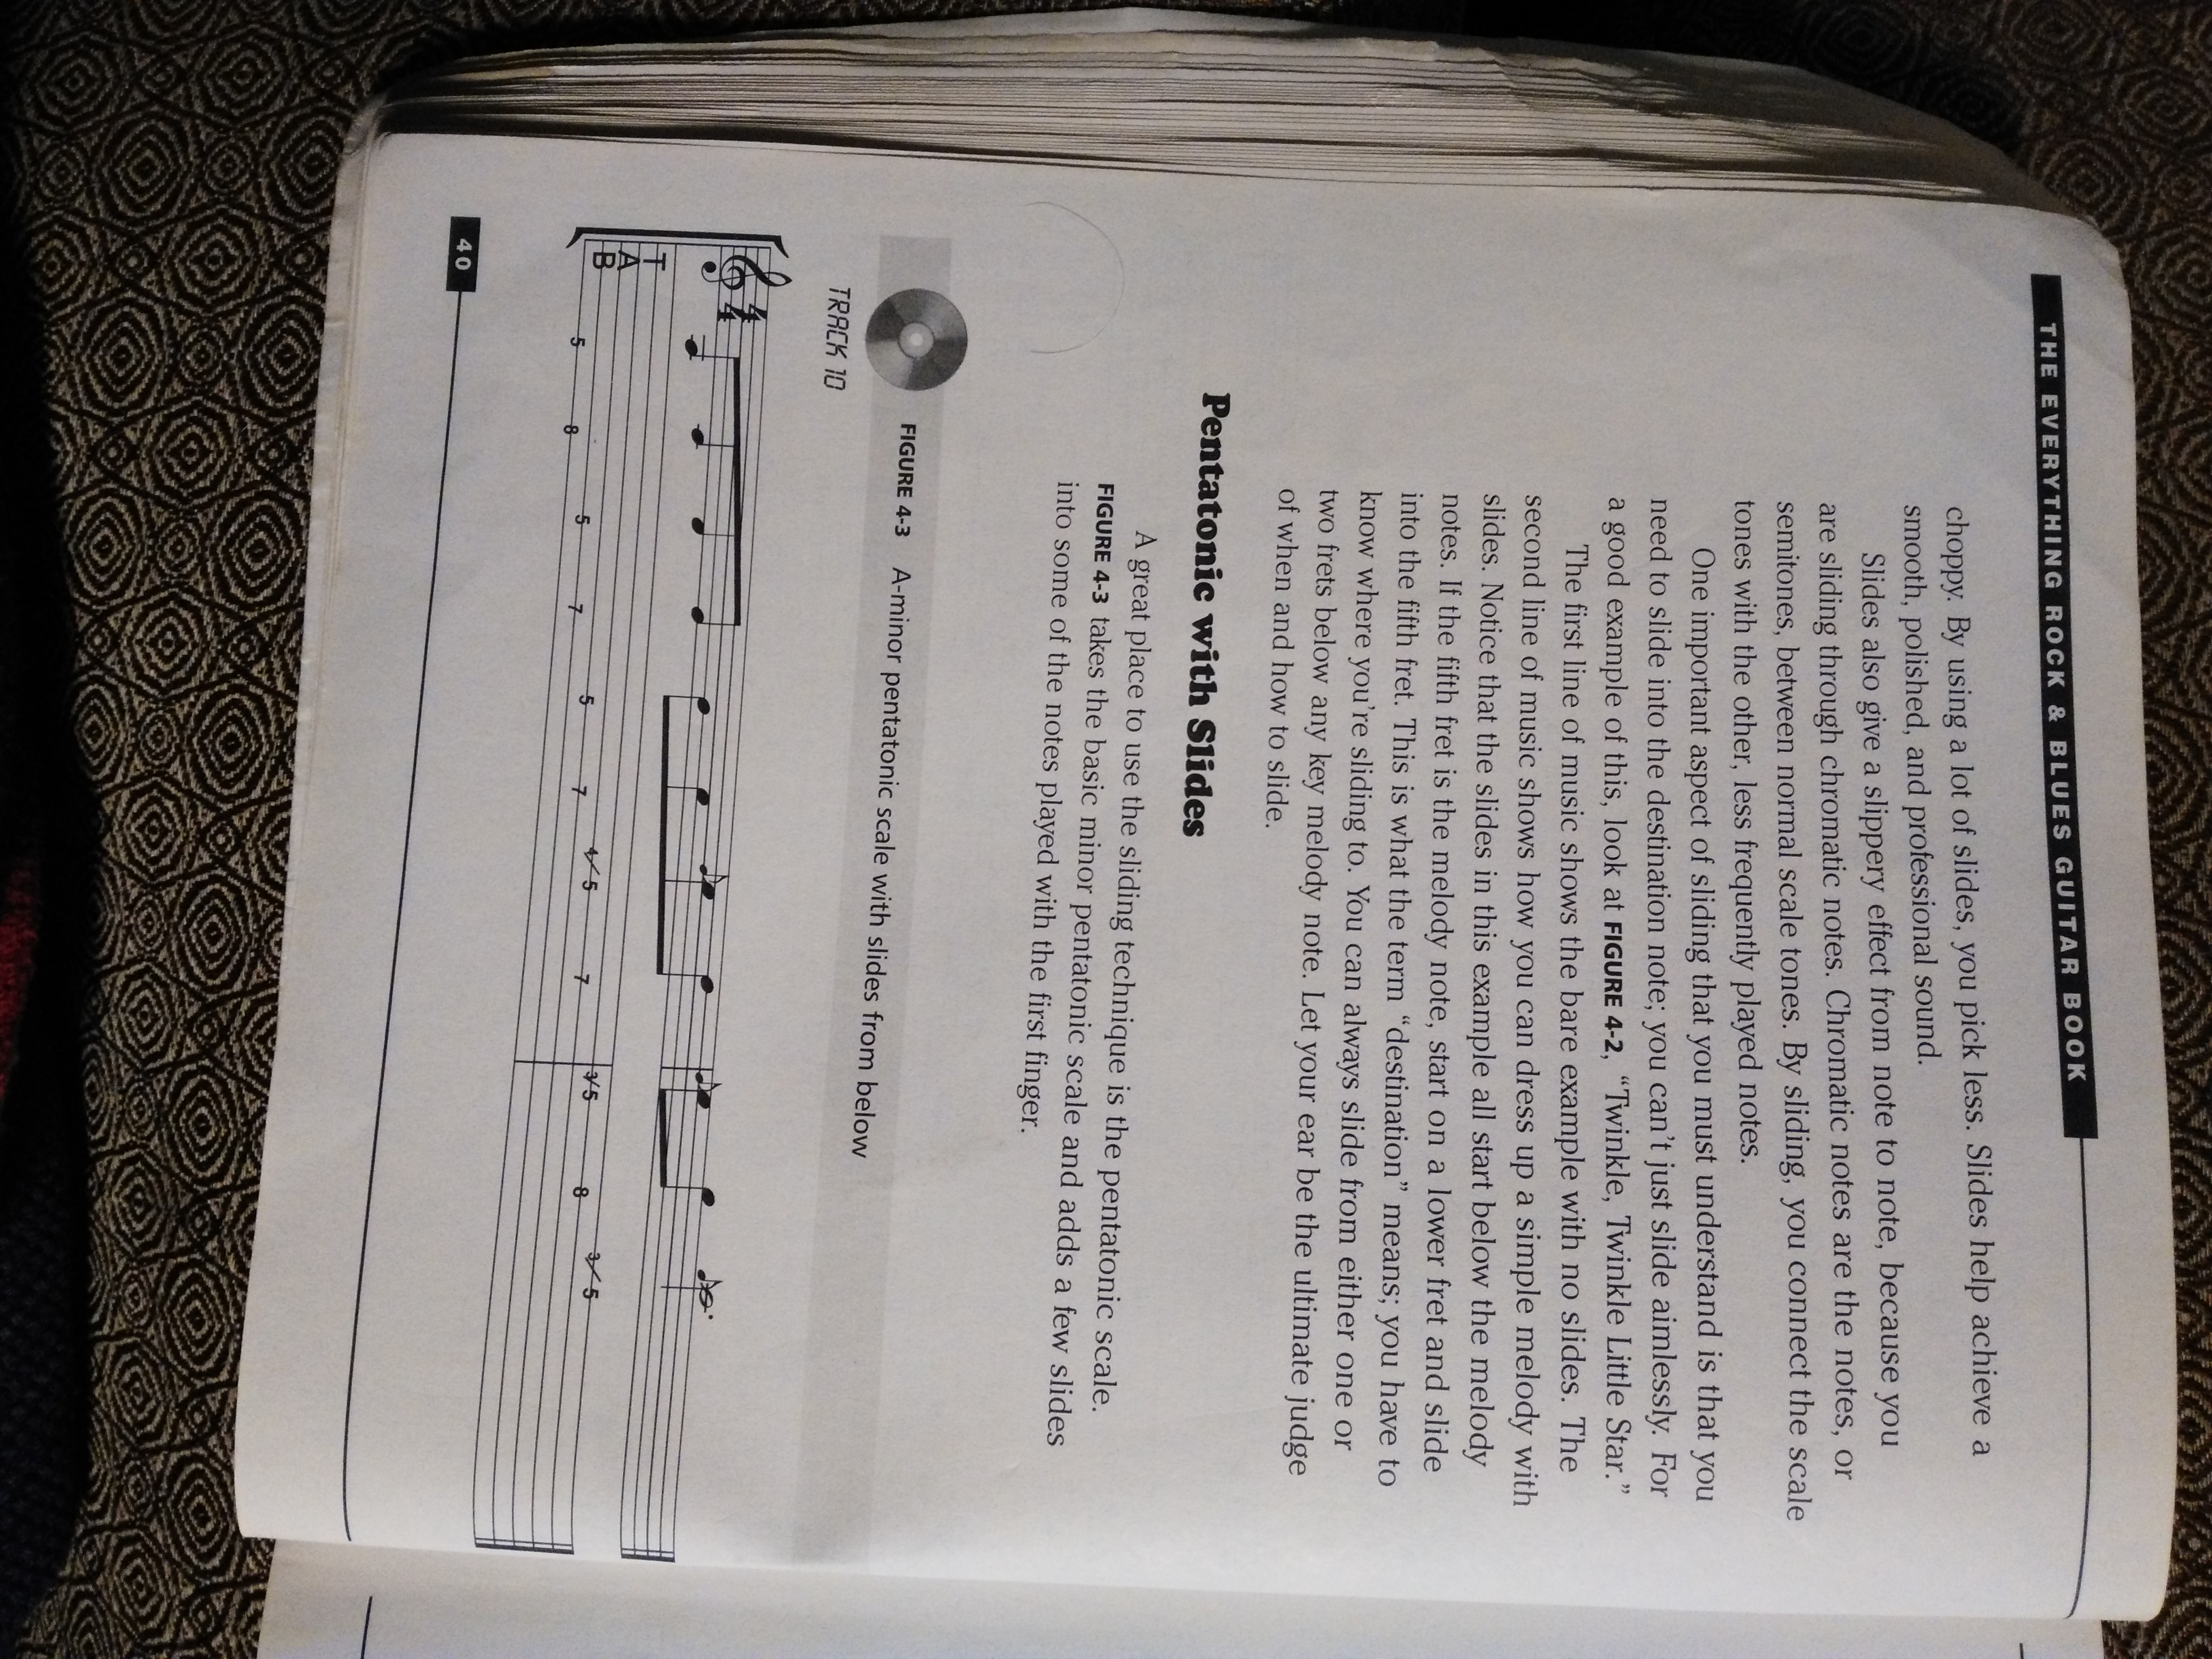 THE EVERYTHING ROCK & BLUES GUITAR BOOK
choppy. By using a lot of slides, you pick less. Slides help achieve a
smooth, polished, and professional sound.
Slides also give a slippery effect from note to note, because you
are sliding through chromatic notes. Chromatic notes are the notes, or
semitones, between normal scale tones. By sliding, you connect the scale
tones with the other, less frequently played notes.
One important aspect of sliding that you must understand is that you
need to slide into the destination note; you can't just slide aimlessly. For
a good example of this, look at FIGURE 4-2, “Twinkle, Twinkle Little Star.”
The first line of music shows the bare example with no slides. The
second line of music shows how you can dress up a simple melody with
slides. Notice that the slides in this example all start below the melody
notes. If the fifth fret is the melody note, start on a lower fret and slide
into the fifth fret. This is what the term “destination” means; you have to
know where you're sliding to. You can always slide from either one or
two frets below any key melody note. Let your ear be the ultimate judge
of when and how to slide.
Pentatonic with Slides
A great place to use the sliding technique is the pentatonic scale.
FIGURE 4-3 takes the basic minor pentatonic scale and adds a few slides
into some of the notes played with the first finger.
FIGURE 4-3 A-minor pentatonic scale with slides from below
TRACK 10
4
4
T
A
B
5 8 5 7 5 7 4/5 7 3/5 8 3/5
40